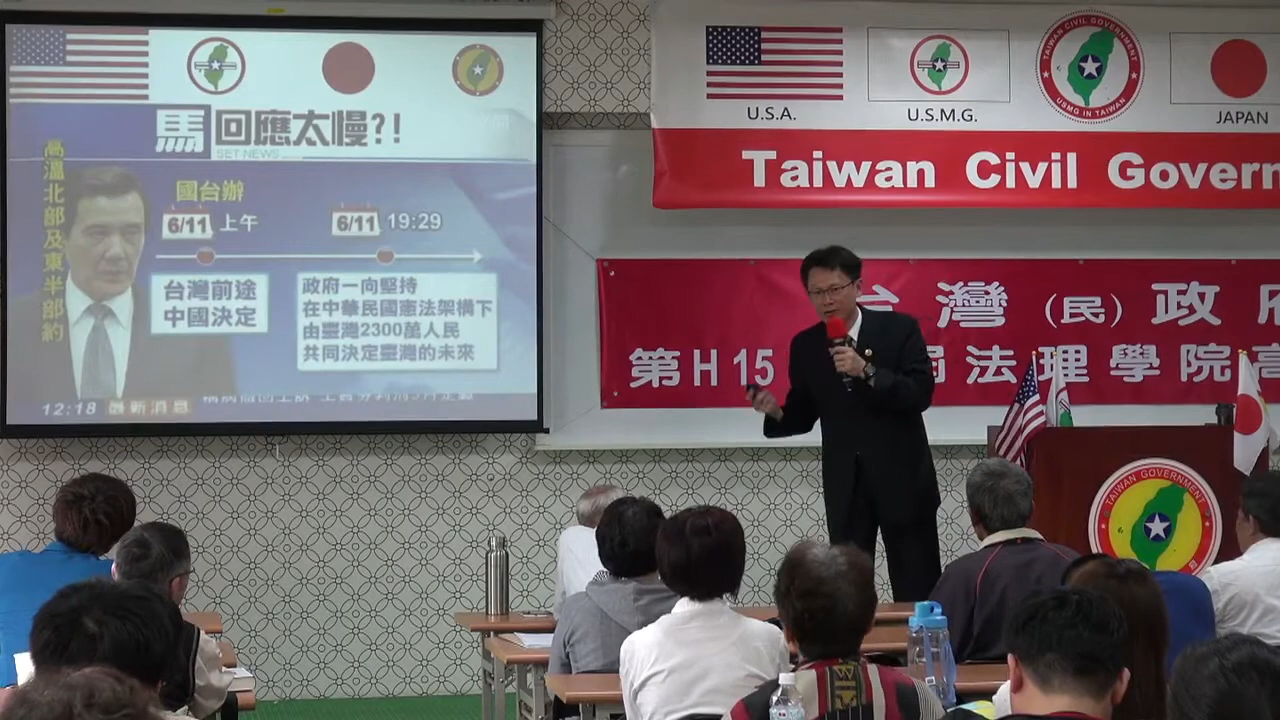 馬 回應太慢?!
SET NEWS
高溫北部及東半部約
國台辦
6/11 上午
6/11 19:29
台灣前途
中國決定
政府一向堅持
在中華民國憲法架構下
由臺灣2300萬人民
共同決定臺灣的未來
12:18 最新消息
U.S.A.
U.S.M.G.
TAIWAN CIVIL GOVERNMENT
USMG IN TAIWAN
JAPAN
Taiwan Civil Govern
台灣(民)政府
第H 15 屆法理學院高
TAIWAN GOVERNMENT